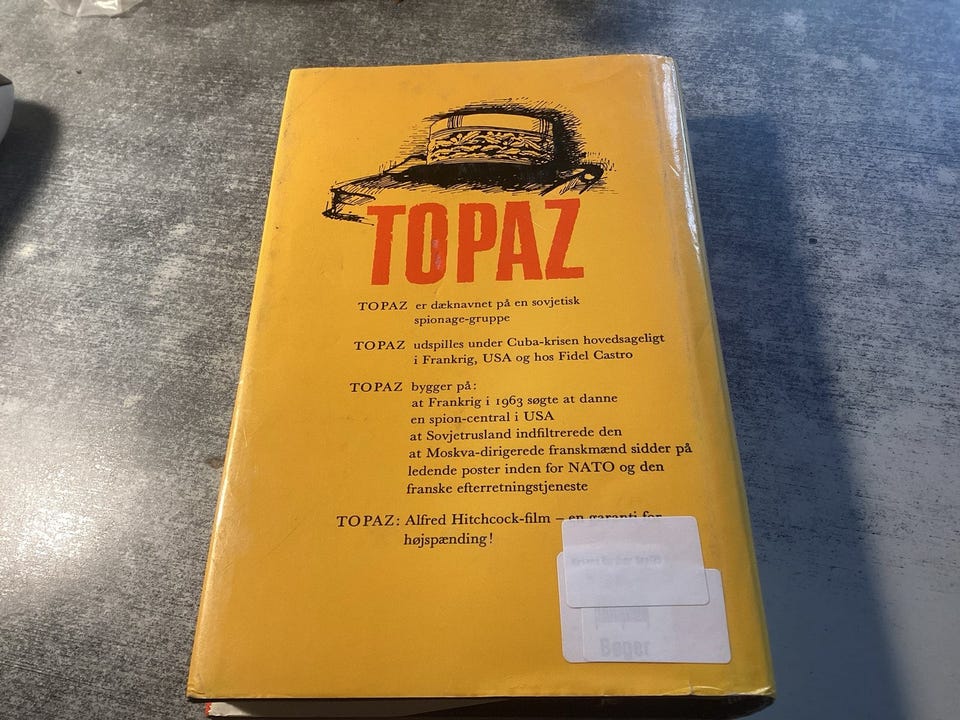 TOPAZ
TOPAZ er dæknavnet på en sovjetisk
spionage-gruppe
TOPAZ udspilles under Cuba-krisen hovedsageligt
i Frankrig, USA og hos Fidel Castro
TOPAZ bygger på:
at Frankrig i 1963 søgte at danne
en spion-central i USA
at Sovjetrusland indfiltrerede den
at Moskva-dirigerede franskmænd sidder på
ledende poster inden for NATO og den
franske efterretningstjeneste
TOPAZ: Alfred Hitchcock-film – en garanti for
højspænding!
Bøger